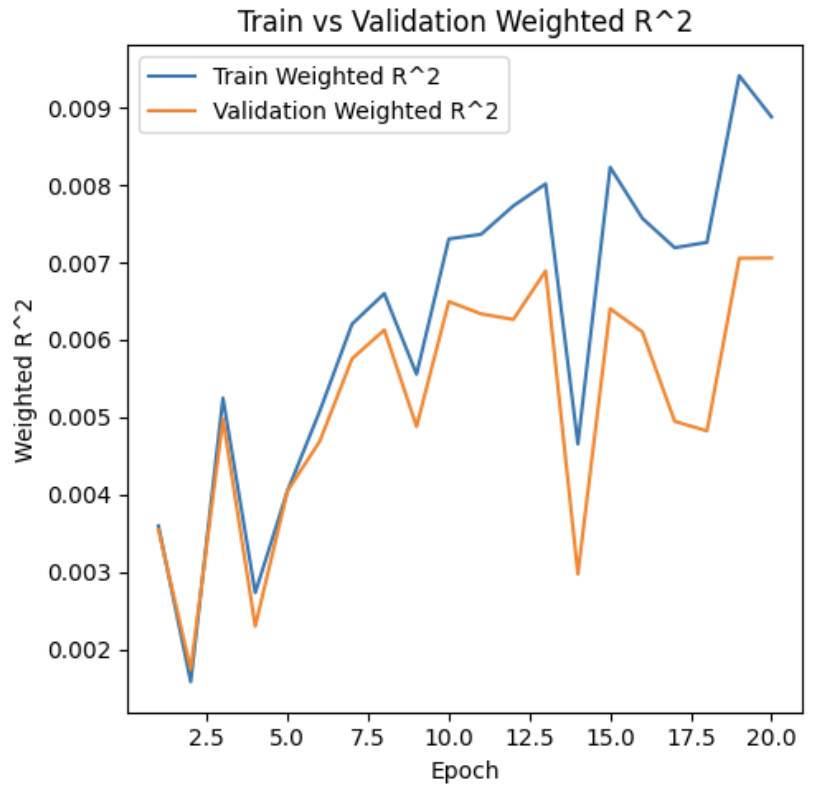 Train vs Validation Weighted R^2
Train Weighted R^2
Validation Weighted R^2
0.009
0.008
0.007
0.006
0.005
0.004
0.003
0.002
Weighted R^2
2.5 5.0 7.5 10.0 12.5 15.0 17.5 20.0
Epoch